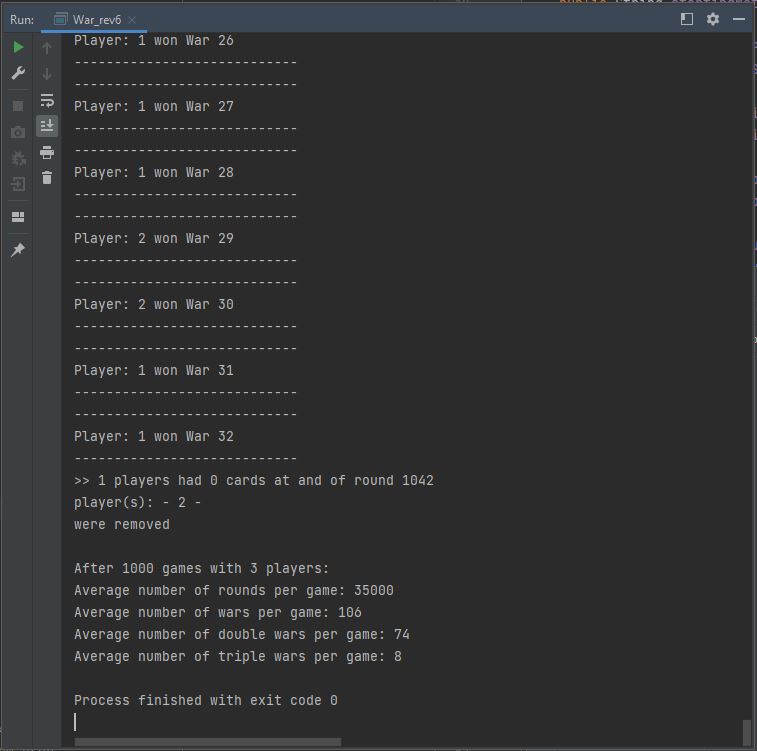 Run: War_rev6
Player: 1 won War 26
----------------------------
----------------------------
Player: 1 won War 27
----------------------------
----------------------------
Player: 1 won War 28
----------------------------
----------------------------
Player: 2 won War 29
----------------------------
----------------------------
Player: 2 won War 30
----------------------------
----------------------------
Player: 1 won War 31
----------------------------
----------------------------
Player: 1 won War 32
----------------------------
>> 1 players had 0 cards at and of round 1042
player(s): - 2 -
were removed
After 1000 games with 3 players:
Average number of rounds per game: 35000
Average number of wars per game: 106
Average number of double wars per game: 74
Average number of triple wars per game: 8
Process finished with exit code 0